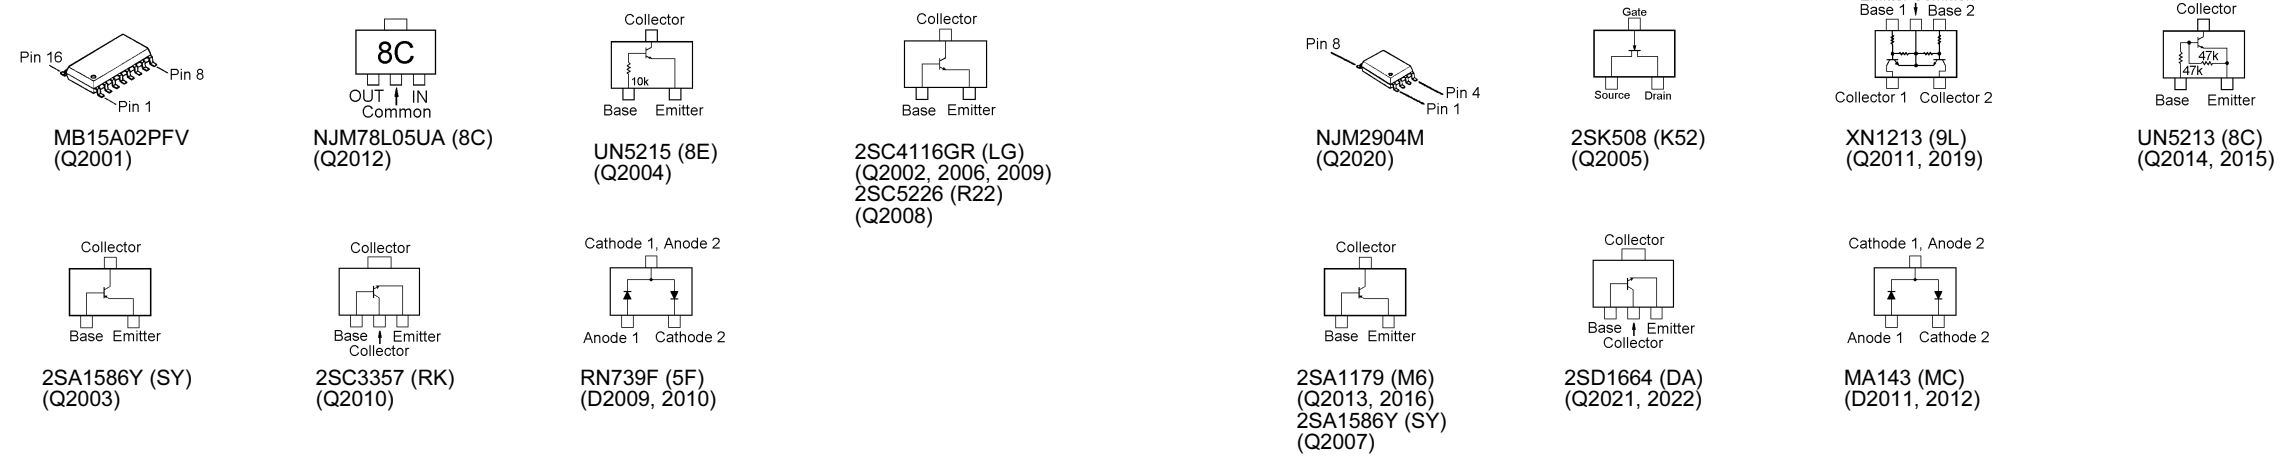 Pin 16
Pin 8
Pin 1
MB15A02PFV
(Q2001)
8C
OUT
IN
Common
NJM78L05UA (8C)
(Q2012)
Collector
10k
Base
Emitter
UN5215 (8E)
(Q2004)
Collector
Base
Emitter
2SC4116GR (LG)
(Q2002, 2006, 2009)
2SC5226 (R22)
(Q2008)
Pin 8
Pin 4
Pin 1
NJM2904M
(Q2020)
Gate
Source
Drain
2SK508 (K52)
(Q2005)
Base 1
Base 2
Collector 1
Collector 2
XN1213 (9L)
(Q2011, 2019)
Collector
47k
47k
Base
Emitter
UN5213 (8C)
(Q2014, 2015)
Collector
Base
Emitter
2SA1586Y (SY)
(Q2003)
Collector
Base
Emitter
Collector
2SC3357 (RK)
(Q2010)
Cathode 1, Anode 2
Anode 1
Cathode 2
RN739F (5F)
(D2009, 2010)
Collector
Base
Emitter
2SA1179 (M6)
(Q2013, 2016)
2SA1586Y (SY)
(Q2007)
Collector
Base
Emitter
Collector
2SD1664 (DA)
(Q2021, 2022)
Cathode 1, Anode 2
Anode 1
Cathode 2
MA143 (MC)
(D2011, 2012)